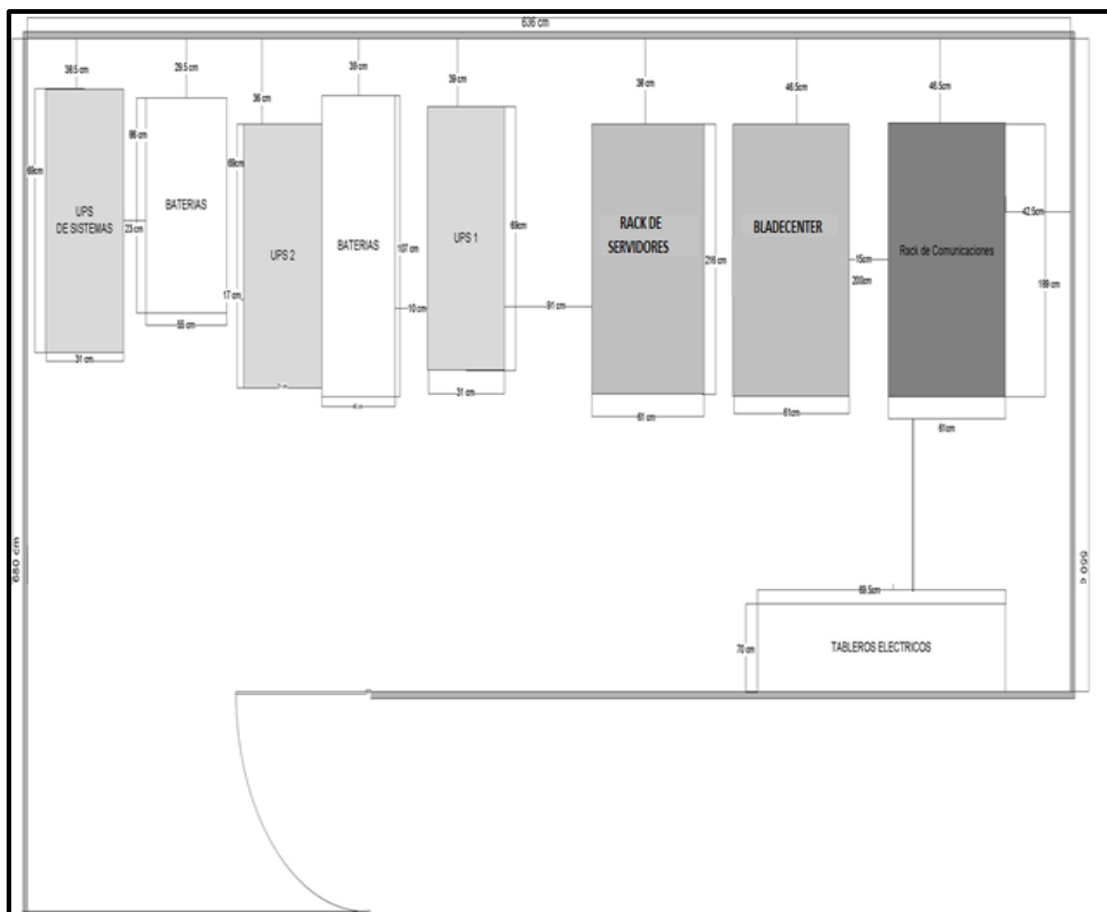 636 cm
38.5 cm
29.5 cm
36 cm
39 cm
39 cm
38 cm
46.5cm
46.5cm
69cm
UPS
DE SISTEMAS
31 cm
86 cm
BATERIAS
23 cm
55 cm
69cm
UPS 2
17 cm
BATERIAS
107 cm
10 cm
UPS 1
69cm
31 cm
91 cm
RACK DE
SERVIDORES
216 cm
61 cm
BLADECENTER
15cm
200cm
61cm
Rack de Comunicaciones
42.5cm
189 cm
61cm
680 cm
550 c
69.5cm
70 cm
TABLEROS ELECTRICOS